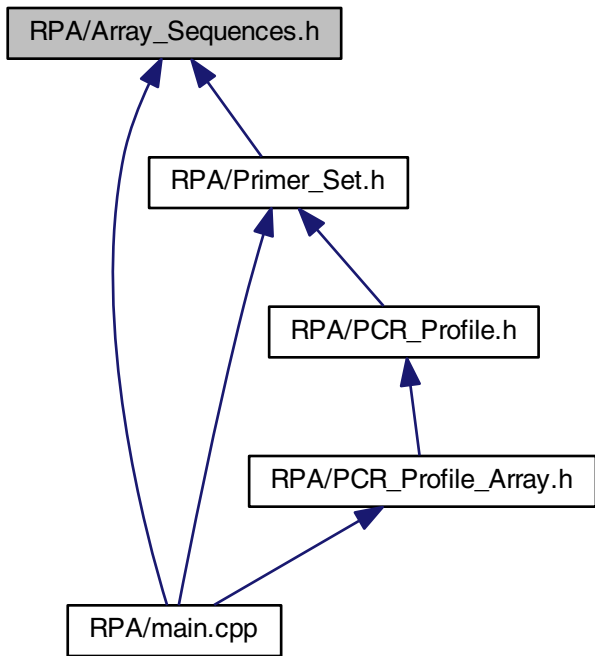 RPA/Array_Sequences.h
RPA/Primer_Set.h
RPA/PCR_Profile.h
RPA/PCR_Profile_Array.h
RPA/main.cpp